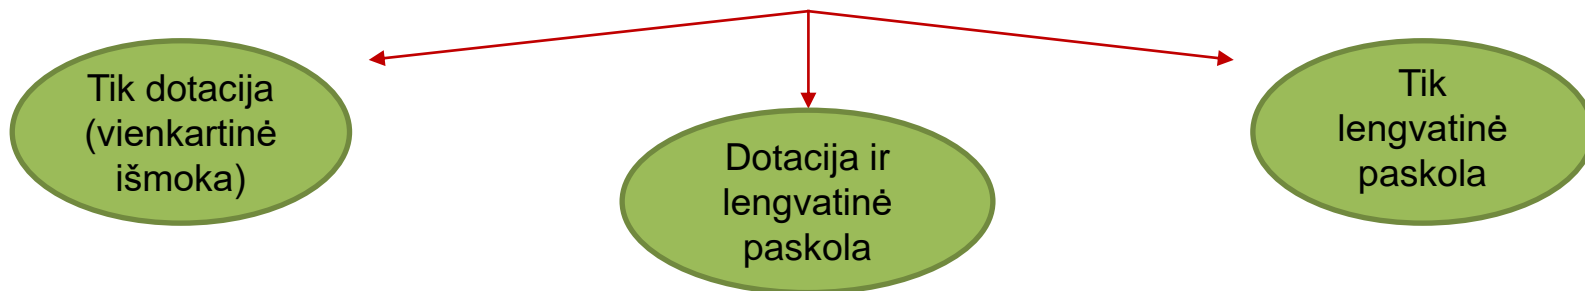 Tik dotacija
(vienkartinė
išmoka)
Dotacija ir
lengvatinė
paskola
Tik
lengvatinė
paskola